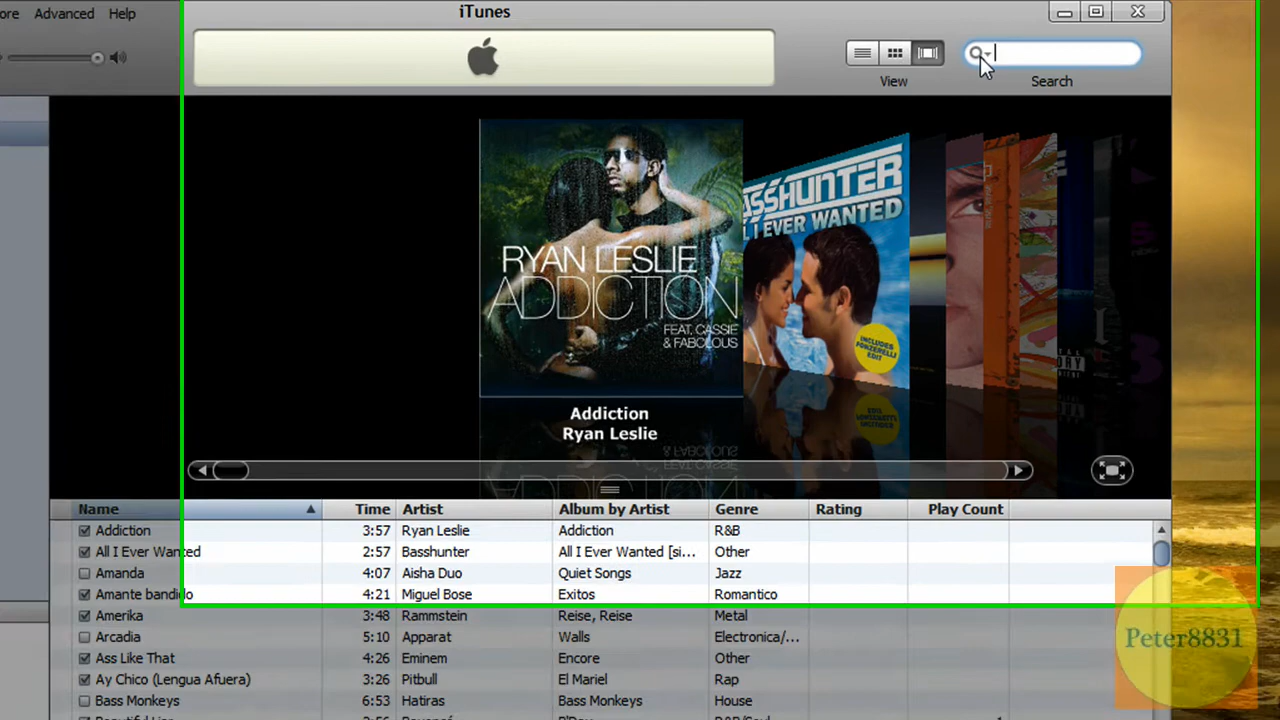 ore Advanced Help
iTunes
View
Search
RYAN LESLIE
ADDICTION
FEAT. CASSIE
& FABOLOUS
ASSHUNTER
L I EVER WANTED
INCLUDES
FONZERELLI
EDIT
Addiction
Ryan Leslie
Name Time Artist Album by Artist Genre Rating Play Count
Addiction 3:57 Ryan Leslie Addiction R&B
All I Ever Wanted 2:57 Basshunter All I Ever Wanted [si... Other
Amanda 4:07 Aisha Duo Quiet Songs Jazz
Amante bandido 4:21 Miguel Bose Exitos Romantico
Amerika 3:48 Rammstein Reise, Reise Metal
Arcadia 5:10 Apparat Walls Electronica/...
Ass Like That 4:26 Eminem Encore Other
Ay Chico (Lengua Afuera) 3:26 Pitbull El Mariel Rap
Bass Monkeys 6:53 Hatiras Bass Monkeys House
Peter8831